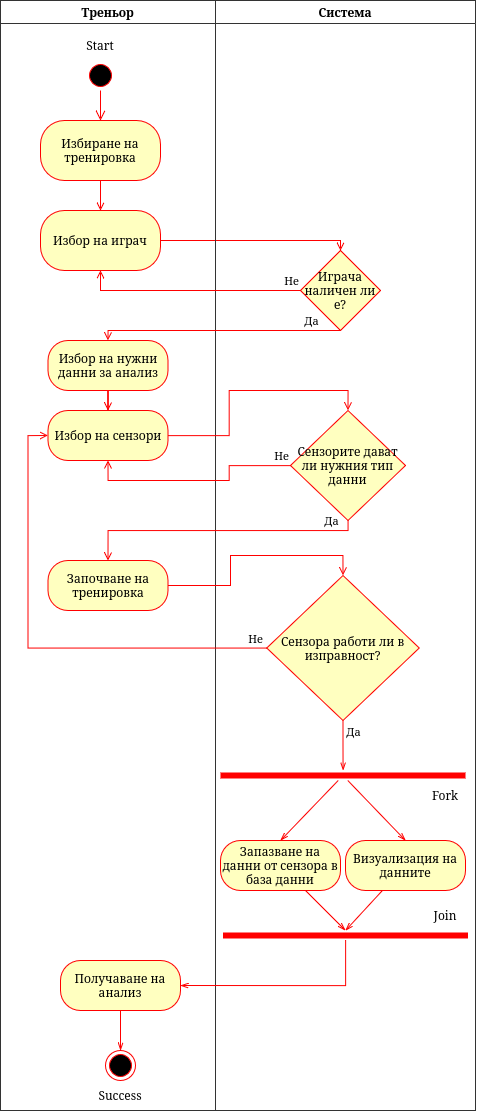 Треньор
Система
Start
Избиране на
тренировка
Избор на играч
Играча
наличен ли
е?
Не
Да
Избор на нужни
данни за анализ
Избор на сензори
Сензорите дават
ли нужния тип
данни
Не
Да
Започване на
тренировка
Сензора работи ли в
изправност?
Не
Да
Fork
Запазване на
данни от сензора в
база данни
Визуализация на
данните
Join
Получаване на
анализ
Success